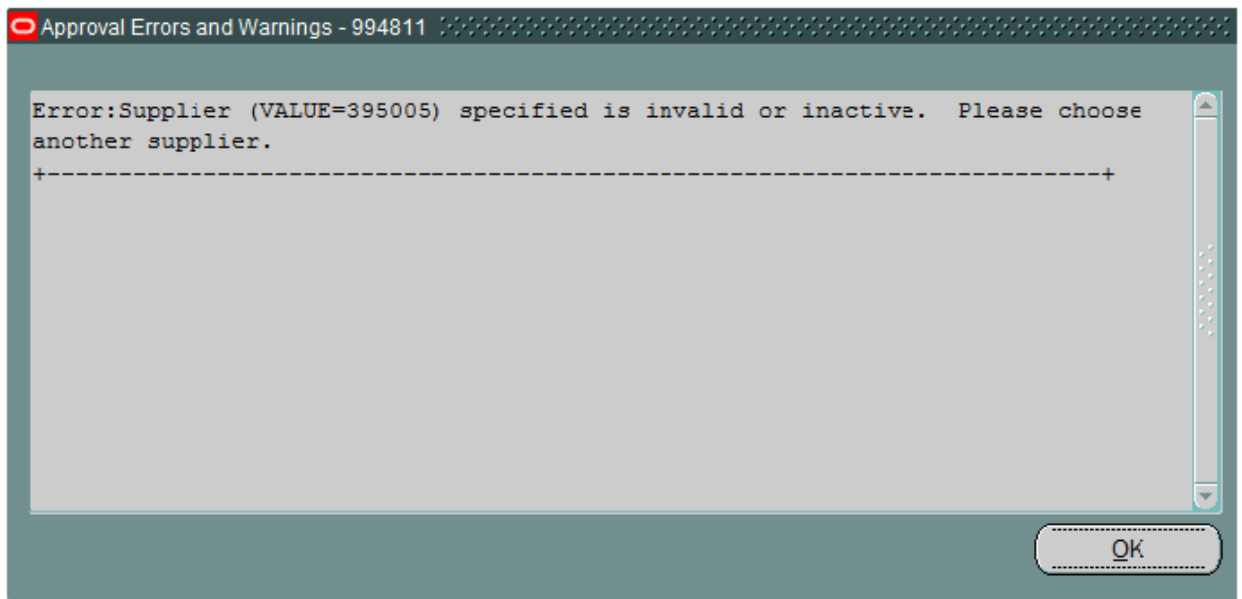 Approval Errors and Warnings - 994811
Error:Supplier (VALUE=395005) specified is invalid or inactive.  Please choose
another supplier.
+--------------------------------------------------------------------------+
OK